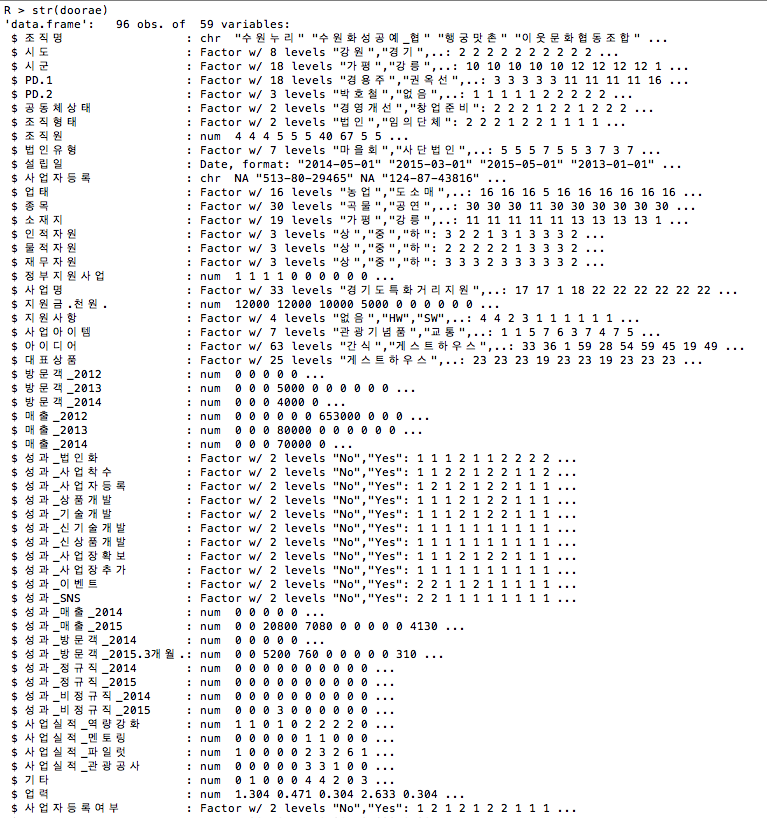 R > str(doorae)
'data.frame':	96 obs. of  59 variables:
 $ 조직명 : chr  "수원누리" "수원화성공예_협" "행궁맛촌" "이웃문화협동조합" ...
 $ 시도 : Factor w/ 8 levels "강원","경기",..: 2 2 2 2 2 2 2 2 2 2 ...
 $ 시군 : Factor w/ 18 levels "가평","강릉",..: 10 10 10 10 10 12 12 12 12 1 ...
 $ PD.1 : Factor w/ 18 levels "경용주","권옥선",..: 3 3 3 3 3 11 11 11 11 16 ...
 $ PD.2 : Factor w/ 3 levels "박호철","없음",..: 1 1 1 1 1 2 2 2 2 2 ...
 $ 공동체상태 : Factor w/ 2 levels "경영개선","창업준비": 2 2 2 1 2 2 1 2 2 2 ...
 $ 조직형태 : Factor w/ 2 levels "법인","임의단체": 2 2 2 1 2 2 1 1 1 1 ...
 $ 조직원 : num  4 4 4 5 5 5 40 67 5 5 ...
 $ 법인유형 : Factor w/ 7 levels "마을회","사단법인",..: 5 5 5 7 5 5 3 7 3 7 ...
 $ 설립일 : Date, format: "2014-05-01" "2015-03-01" "2015-05-01" "2013-01-01" ...
 $ 사업자등록 : chr  NA "513-80-29465" NA "124-87-43816" ...
 $ 업태 : Factor w/ 16 levels "농업","도소매",..: 16 16 16 5 16 16 16 16 16 16 ...
 $ 종목 : Factor w/ 30 levels "곡물","공연",..: 30 30 30 11 30 30 30 30 30 30 ...
 $ 소재지 : Factor w/ 19 levels "가평","강릉",..: 11 11 11 11 11 13 13 13 13 1 ...
 $ 인적자원 : Factor w/ 3 levels "상","중","하": 3 2 2 1 3 1 3 3 3 2 ...
 $ 물적자원 : Factor w/ 3 levels "상","중","하": 2 2 2 2 2 1 3 3 3 2 ...
 $ 재무자원 : Factor w/ 3 levels "상","중","하": 3 3 3 2 3 3 3 3 3 2 ...
 $ 정부지원사업 : num  1 1 1 1 0 0 0 0 0 0 ...
 $ 사업명 : Factor w/ 33 levels "경기도특화거리지원",..: 17 17 1 18 22 22 22 22 22 22 ...
 $ 지원금.천원. : num  12000 12000 10000 5000 0 0 0 0 0 0 ...
 $ 지원사항 : Factor w/ 4 levels "없음","HW","SW",..: 4 4 2 3 1 1 1 1 1 1 ...
 $ 사업아이템 : Factor w/ 7 levels "관광기념품","교통",..: 1 1 5 7 6 3 7 4 7 5 ...
 $ 아이디어 : Factor w/ 63 levels "간식","게스트하우스",..: 33 36 1 59 28 54 59 45 19 49 ...
 $ 대표상품 : Factor w/ 25 levels "게스트하우스",..: 23 23 23 19 23 23 19 23 23 23 ...
 $ 방문객_2012 : num  0 0 0 0 0 ...
 $ 방문객_2013 : num  0 0 0 5000 0 0 0 0 0 0 ...
 $ 방문객_2014 : num  0 0 0 4000 0 ...
 $ 매출_2012 : num  0 0 0 0 0 0 653000 0 0 0 ...
 $ 매출_2013 : num  0 0 0 80000 0 0 0 0 0 0 ...
 $ 매출_2014 : num  0 0 0 70000 0 ...
 $ 성과_법인화 : Factor w/ 2 levels "No","Yes": 1 1 1 2 1 1 2 2 2 2 ...
 $ 성과_사업착수 : Factor w/ 2 levels "No","Yes": 1 1 2 2 1 2 2 1 1 2 ...
 $ 성과_사업자등록 : Factor w/ 2 levels "No","Yes": 1 2 1 2 1 2 2 1 1 1 ...
 $ 성과_상품개발 : Factor w/ 2 levels "No","Yes": 1 1 2 2 1 1 2 1 1 1 ...
 $ 성과_기술개발 : Factor w/ 2 levels "No","Yes": 1 1 2 1 1 1 1 1 1 1 ...
 $ 성과_신기술개발 : Factor w/ 2 levels "No","Yes": 1 1 1 1 1 1 1 1 1 1 ...
 $ 성과_신상품개발 : Factor w/ 2 levels "No","Yes": 1 1 1 1 1 1 1 1 1 1 ...
 $ 성과_사업장확보 : Factor w/ 2 levels "No","Yes": 1 1 1 2 1 2 1 1 1 1 ...
 $ 성과_사업장추가 : Factor w/ 2 levels "No","Yes": 1 1 1 1 1 1 1 1 1 1 ...
 $ 성과_이벤트 : Factor w/ 2 levels "No","Yes": 2 2 1 1 2 1 1 1 1 1 ...
 $ 성과_SNS : Factor w/ 2 levels "No","Yes": 2 2 1 1 1 1 1 1 1 1 ...
 $ 성과_매출_2014 : num  0 0 0 0 0 ...
 $ 성과_매출_2015 : num  0 0 20800 7080 0 0 0 0 0 4130 ...
 $ 성과_방문객_2014 : num  0 0 0 0 0 ...
 $ 성과_방문객_2015.3개월.: num  0 0 5200 760 0 0 0 0 0 310 ...
 $ 성과_정규직_2014 : num  0 0 0 0 0 0 0 0 0 0 ...
 $ 성과_정규직_2015 : num  0 0 0 0 0 0 0 0 0 0 ...
 $ 성과_비정규직_2014 : num  0 0 0 0 0 0 0 0 0 0 ...
 $ 성과_비정규직_2015 : num  0 0 0 3 0 0 0 0 0 0 ...
 $ 사업실적_역량강화 : num  1 1 0 1 0 2 2 2 2 0 ...
 $ 사업실적_멘토링 : num  0 0 0 0 0 1 1 0 0 0 ...
 $ 사업실적_파일럿 : num  1 0 0 0 0 2 3 2 6 1 ...
 $ 사업실적_관광공사 : num  0 0 0 0 0 3 3 1 0 0 ...
 $ 기타 : num  0 1 0 0 0 4 4 2 0 3 ...
 $ 업력 : num  1.304 0.471 0.304 2.633 0.304 ...
 $ 사업자등록여부 : Factor w/ 2 levels "No","Yes": 1 2 1 2 1 2 2 1 1 1 ...